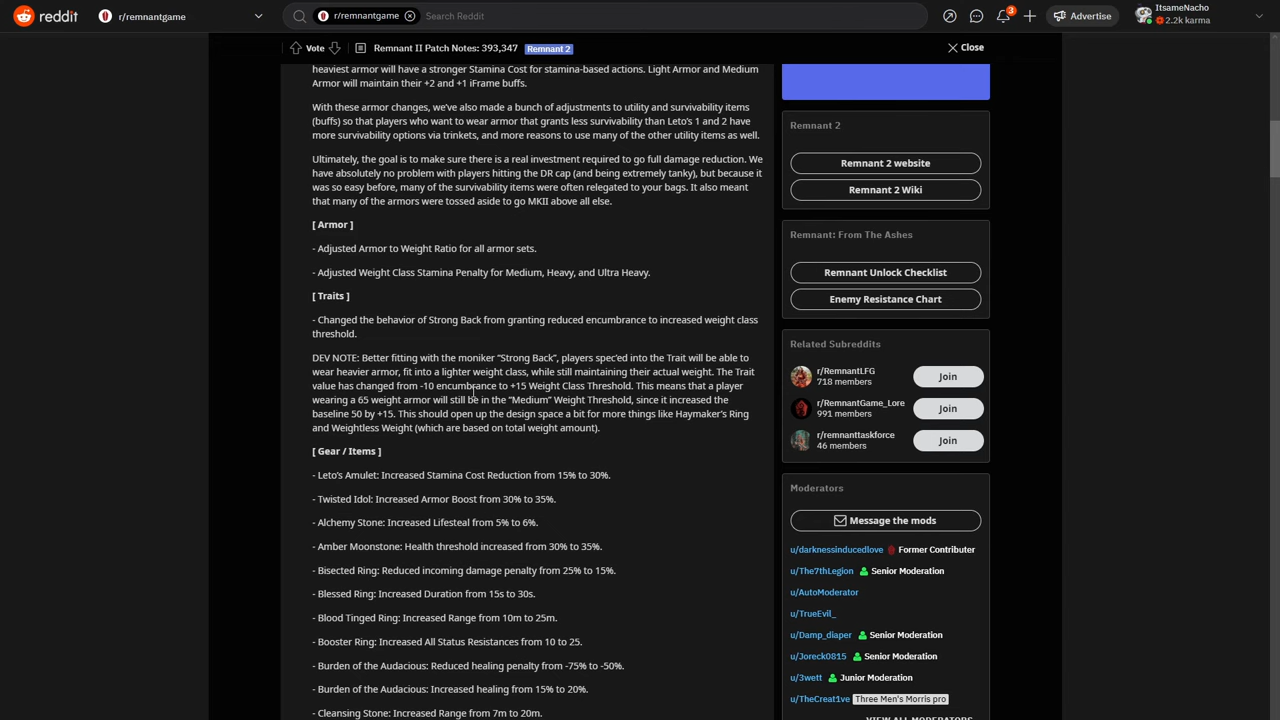 reddit r/remnantgame r/remnantgame Search Reddit 3 Advertise ItsameNacho
2.2k karma
Vote Remnant II Patch Notes: 393,347 Remnant 2 Close
heaviest armor will have a stronger Stamina Cost for stamina-based actions. Light Armor and Medium
Armor will maintain their +2 and +1 iFrame buffs.
With these armor changes, we've also made a bunch of adjustments to utility and survivability items
(buffs) so that players who want to wear armor that grants less survivability than Leto's 1 and 2 have
more survivability options via trinkets, and more reasons to use many of the other utility items as well.
Ultimately, the goal is to make sure there is a real investment required to go full damage reduction. We
have absolutely no problem with players hitting the DR cap (and being extremely tanky), but because it
was so easy before, many of the survivability items were often relegated to your bags. It also meant
that many of the armors were tossed aside to go MKII above all else.
[ Armor ]
- Adjusted Armor to Weight Ratio for all armor sets.
- Adjusted Weight Class Stamina Penalty for Medium, Heavy, and Ultra Heavy.
[ Traits ]
- Changed the behavior of Strong Back from granting reduced encumbrance to increased weight class
threshold.
DEV NOTE: Better fitting with the moniker "Strong Back", players spec'ed into the Trait will be able to
wear heavier armor, fit into a lighter weight class, while still maintaining their actual weight. The Trait
value has changed from -10 encumbrance to +15 Weight Class Threshold. This means that a player
wearing a 65 weight armor will still be in the "Medium" Weight Threshold, since it increased the
baseline 50 by +15. This should open up the design space a bit for more things like Haymaker's Ring
and Weightless Weight (which are based on total weight amount).
[ Gear / Items ]
- Leto's Amulet: Increased Stamina Cost Reduction from 15% to 30%.
- Twisted Idol: Increased Armor Boost from 30% to 35%.
- Alchemy Stone: Increased Lifesteal from 5% to 6%.
- Amber Moonstone: Health threshold increased from 30% to 35%.
- Bisected Ring: Reduced incoming damage penalty from 25% to 15%.
- Blessed Ring: Increased Duration from 15s to 30s.
- Blood Tinged Ring: Increased Range from 10m to 25m.
- Booster Ring: Increased All Status Resistances from 10 to 25.
- Burden of the Audacious: Reduced healing penalty from -75% to -50%.
- Burden of the Audacious: Increased healing from 15% to 20%.
- Cleansing Stone: Increased Range from 7m to 20m.
Remnant 2
Remnant 2 website
Remnant 2 Wiki
Remnant: From The Ashes
Remnant Unlock Checklist
Enemy Resistance Chart
Related Subreddits
r/RemnantLFG
718 members
Join
r/RemnantGame_Lore
991 members
Join
r/remnanttaskforce
46 members
Join
Moderators
Message the mods
u/darknessinducedlove Former Contributer
u/The7thLegion Senior Moderation
u/AutoModerator
u/TrueEvil_
u/Damp_diaper Senior Moderation
u/Joreck0815 Senior Moderation
u/3wett Junior Moderation
u/TheCreat1ve Three Men's Morris pro
VIEW ALL MODERATORS